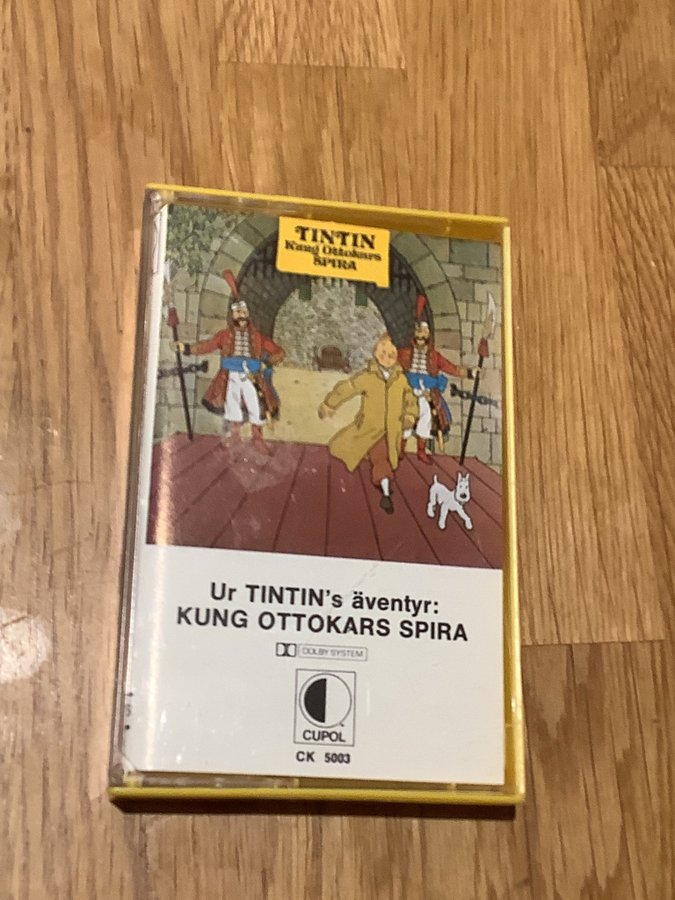 TINTIN
Kung Ottokars
SPIRA
Ur TINTIN's äventyr:
KUNG OTTOKARS SPIRA
DOLBY SYSTEM
CUPOL
CK 5003